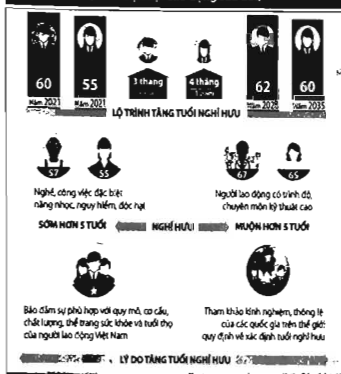 60
Năm 2021
55
Năm 2021
3 tháng
4 tháng
62
Năm 2028
60
Năm 2035
LỘ TRÌNH TĂNG TUỔI NGHỈ HƯU
57
55
67
65
Nghề, công việc đặc biệt
nặng nhọc, nguy hiểm, độc hại
Người lao động có trình độ,
chuyên môn kỹ thuật cao
SỚM HƠN 5 TUỔI
NGHỈ HƯU
MUỘN HƠN 5 TUỔI
Bảo đảm sự phù hợp với quy mô, cơ cấu,
chất lượng, thể trạng sức khỏe và tuổi thọ
của người lao động Việt Nam
Tham khảo kinh nghiệm, thông lệ
của các quốc gia trên thế giới
quy định về xác định tuổi nghỉ hưu
LÝ DO TĂNG TUỔI NGHỈ HƯU